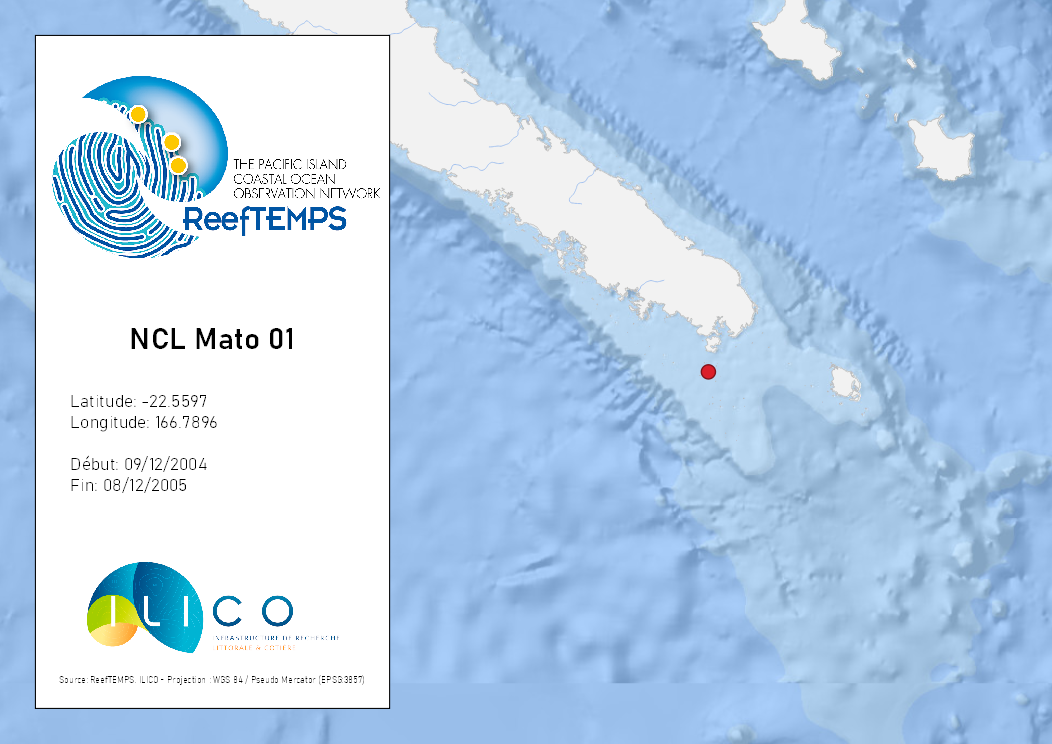 THE PACIFIC ISLAND
COASTAL OCEAN
OBSERVATION NETWORK
ReefTEMPS
NCL Mato 01
Latitude: -22.5597
Longitude: 166.7896
Début: 09/12/2004
Fin: 08/12/2005
ILICO
INFRASTRUCTURE DE RECHERCHE
LITTORALE & CÔTIÈRE
Source: ReefTEMPS, ILICO - Projection : WGS 84 / Pseudo Mercator (EPSG:3857)